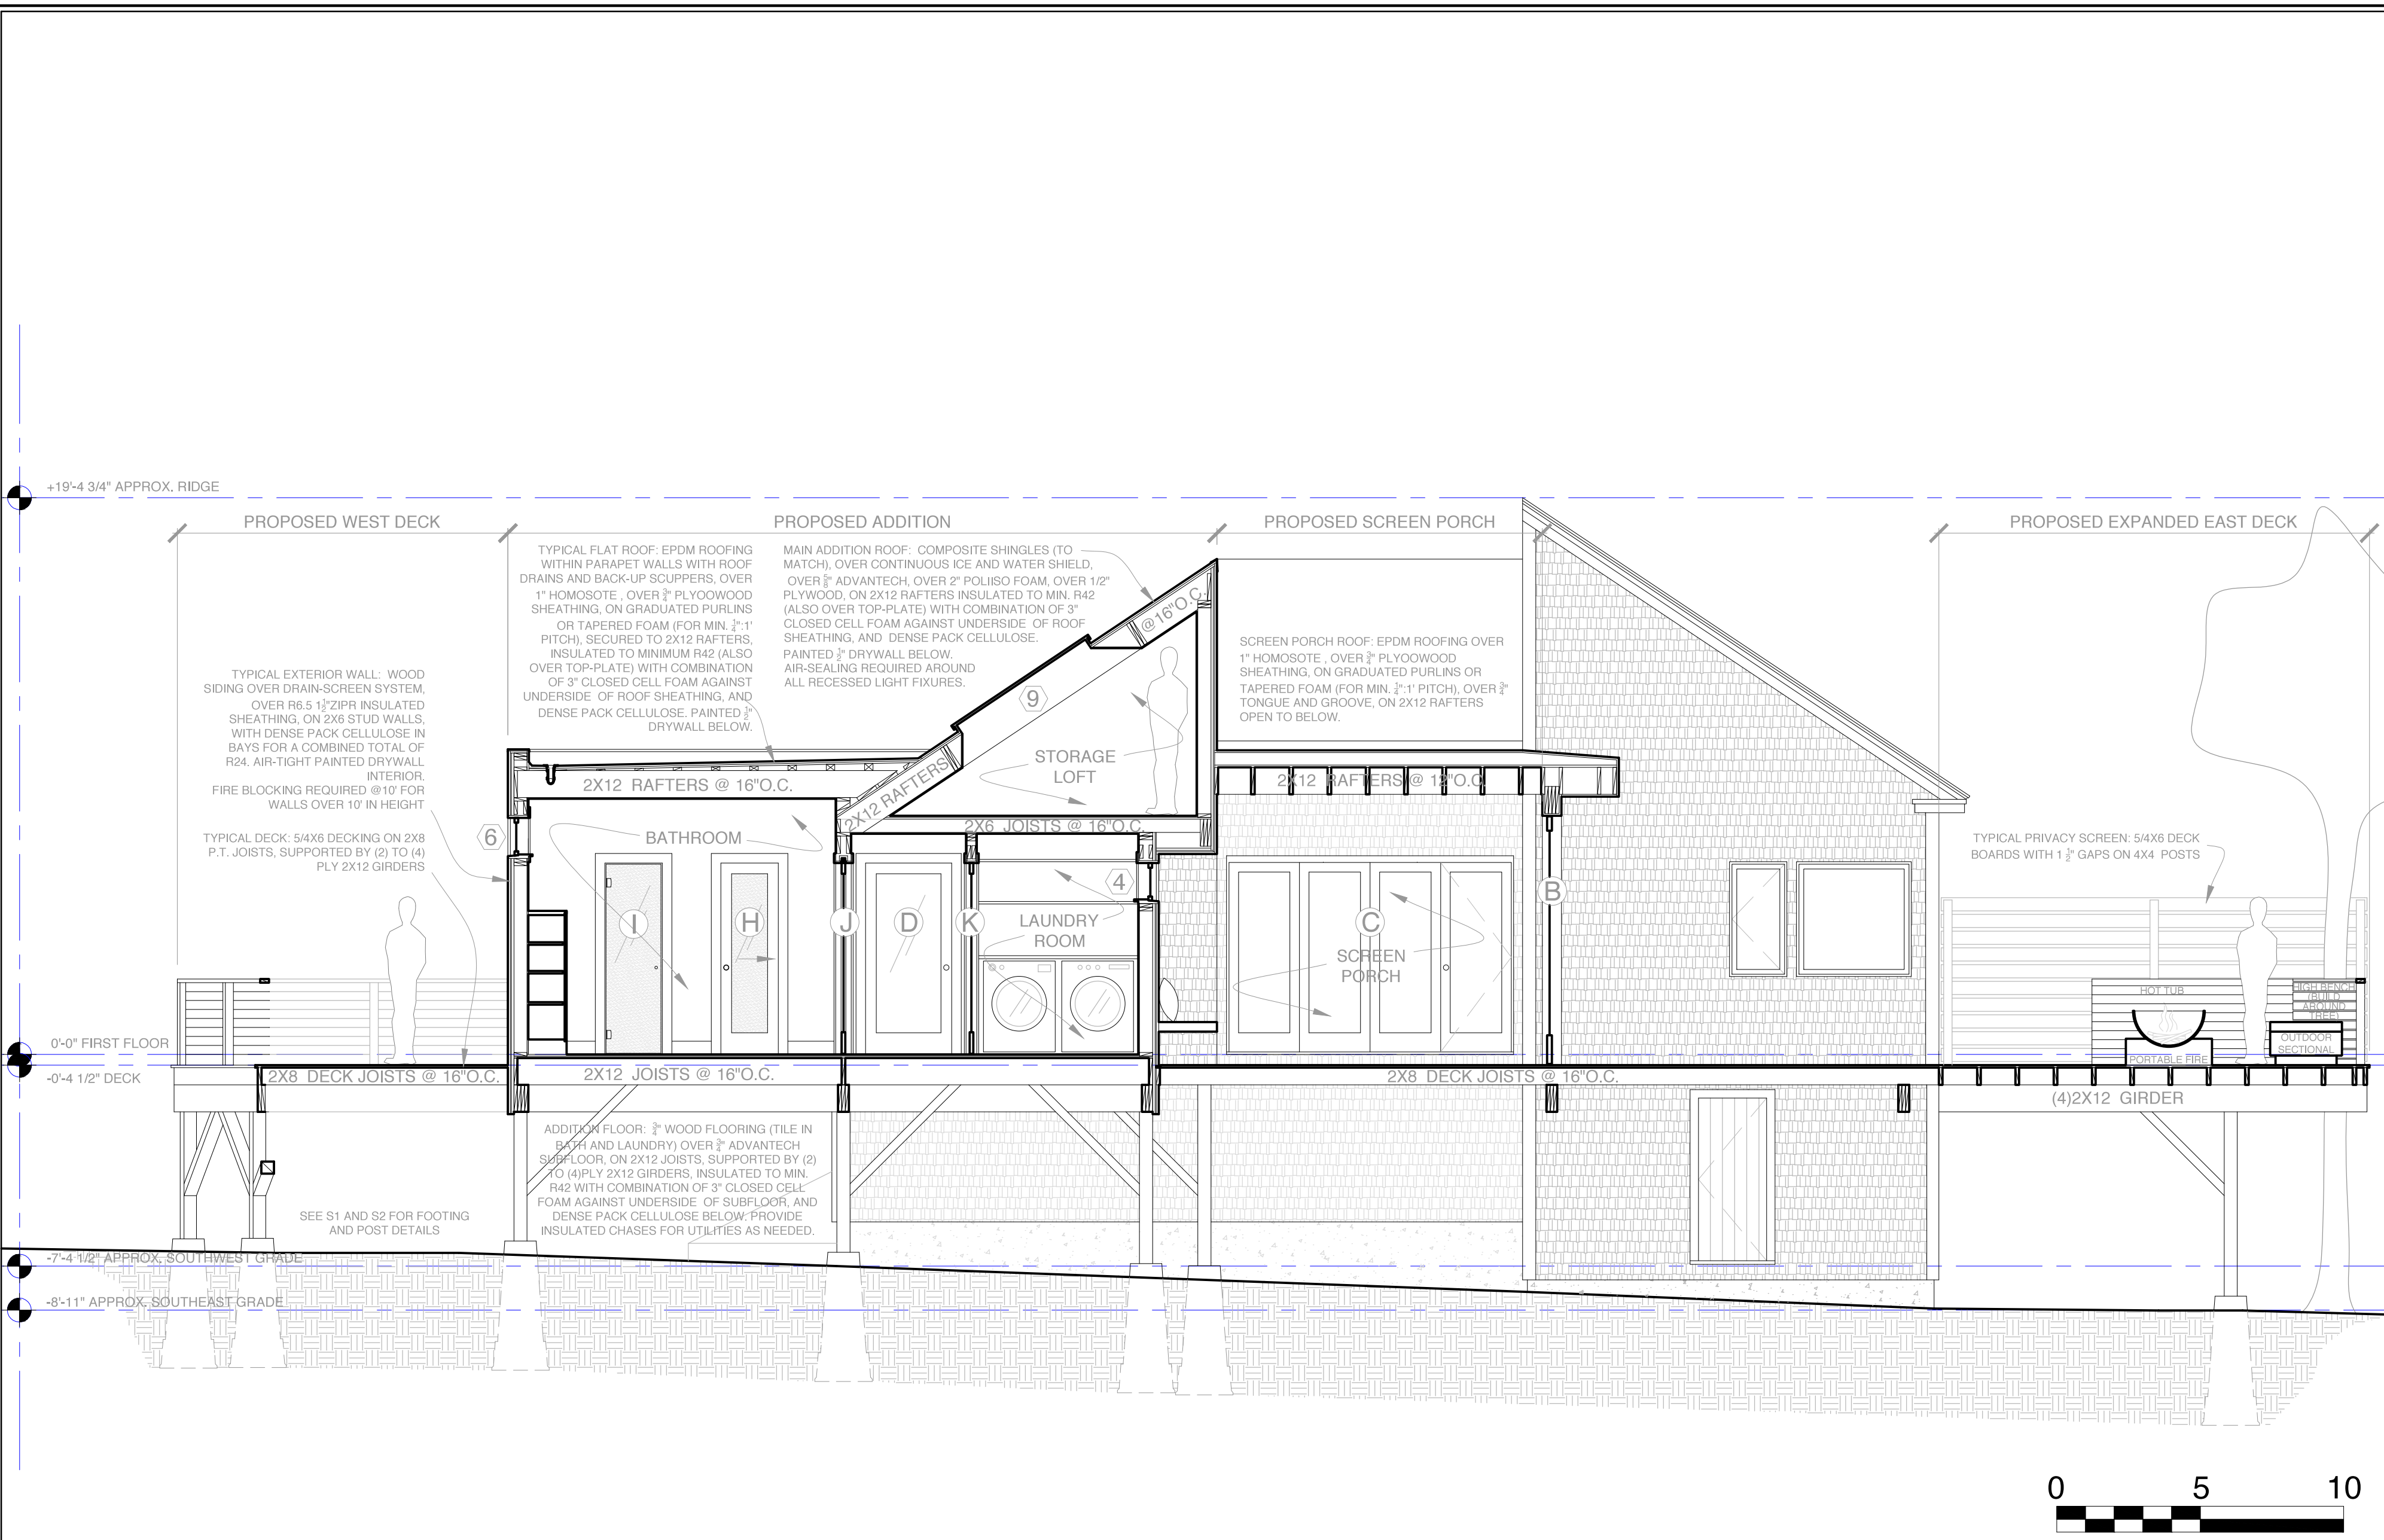 +19'-4 3/4" APPROX. RIDGE
PROPOSED WEST DECK
PROPOSED ADDITION
PROPOSED SCREEN PORCH
PROPOSED EXPANDED EAST DECK
TYPICAL FLAT ROOF: EPDM ROOFING
WITHIN PARAPET WALLS WITH ROOF
DRAINS AND BACK-UP SCUPPERS, OVER
1" HOMOSOTE , OVER 3/4" PLYOOWOOD
SHEATHING, ON GRADUATED PURLINS
OR TAPERED FOAM (FOR MIN. 1/4":1'
PITCH), SECURED TO 2X12 RAFTERS,
INSULATED TO MINIMUM R42 (ALSO
OVER TOP-PLATE) WITH COMBINATION
OF 3" CLOSED CELL FOAM AGAINST
UNDERSIDE OF ROOF SHEATHING, AND
DENSE PACK CELLULOSE. PAINTED 1/2"
DRYWALL BELOW.
MAIN ADDITION ROOF: COMPOSITE SHINGLES (TO
MATCH), OVER CONTINUOUS ICE AND WATER SHIELD,
OVER 5/8" ADVANTECH, OVER 2" POLIISO FOAM, OVER 1/2"
PLYWOOD, ON 2X12 RAFTERS INSULATED TO MIN. R42
(ALSO OVER TOP-PLATE) WITH COMBINATION OF 3"
CLOSED CELL FOAM AGAINST UNDERSIDE OF ROOF
SHEATHING, AND DENSE PACK CELLULOSE.
PAINTED 1/2" DRYWALL BELOW.
AIR-SEALING REQUIRED AROUND
ALL RECESSED LIGHT FIXURES.
@16"O.C.
SCREEN PORCH ROOF: EPDM ROOFING OVER
1" HOMOSOTE , OVER 3/4" PLYOOWOOD
SHEATHING, ON GRADUATED PURLINS OR
TAPERED FOAM (FOR MIN. 1/4":1' PITCH), OVER 3/4"
TONGUE AND GROOVE, ON 2X12 RAFTERS
OPEN TO BELOW.
TYPICAL EXTERIOR WALL: WOOD
SIDING OVER DRAIN-SCREEN SYSTEM,
OVER R6.5 1 1/2"ZIPR INSULATED
SHEATHING, ON 2X6 STUD WALLS,
WITH DENSE PACK CELLULOSE IN
BAYS FOR A COMBINED TOTAL OF
R24. AIR-TIGHT PAINTED DRYWALL
INTERIOR.
FIRE BLOCKING REQUIRED @10' FOR
WALLS OVER 10' IN HEIGHT
9
STORAGE
LOFT
2X12 RAFTERS @ 16"O.C.
2X12 RAFTERS
2X12 RAFTERS @ 12"O.C
2X6 JOISTS @ 16"O.C.
6
BATHROOM
TYPICAL DECK: 5/4X6 DECKING ON 2X8
P.T. JOISTS, SUPPORTED BY (2) TO (4)
PLY 2X12 GIRDERS
TYPICAL PRIVACY SCREEN: 5/4X6 DECK
BOARDS WITH 1 1/2" GAPS ON 4X4 POSTS
4
I
H
J
D
K
LAUNDRY
ROOM
C
B
SCREEN
PORCH
HOT TUB
HIGH BENCH
(BUILD
AROUND
TREE)
OUTDOOR
SECTIONAL
PORTABLE FIRE
0'-0" FIRST FLOOR
-0'-4 1/2" DECK
2X8 DECK JOISTS @ 16"O.C.
2X12 JOISTS @ 16"O.C.
2X8 DECK JOISTS @ 16"O.C.
(4)2X12 GIRDER
ADDITION FLOOR: 3/4" WOOD FLOORING (TILE IN
BATH AND LAUNDRY) OVER 3/4" ADVANTECH
SUBFLOOR, ON 2X12 JOISTS, SUPPORTED BY (2)
TO (4)PLY 2X12 GIRDERS, INSULATED TO MIN.
R42 WITH COMBINATION OF 3" CLOSED CELL
FOAM AGAINST UNDERSIDE OF SUBFLOOR, AND
DENSE PACK CELLULOSE BELOW. PROVIDE
INSULATED CHASES FOR UTILITIES AS NEEDED.
SEE S1 AND S2 FOR FOOTING
AND POST DETAILS
-7'-4 1/2" APPROX. SOUTHWEST GRADE
-8'-11" APPROX. SOUTHEAST GRADE
0 5 10